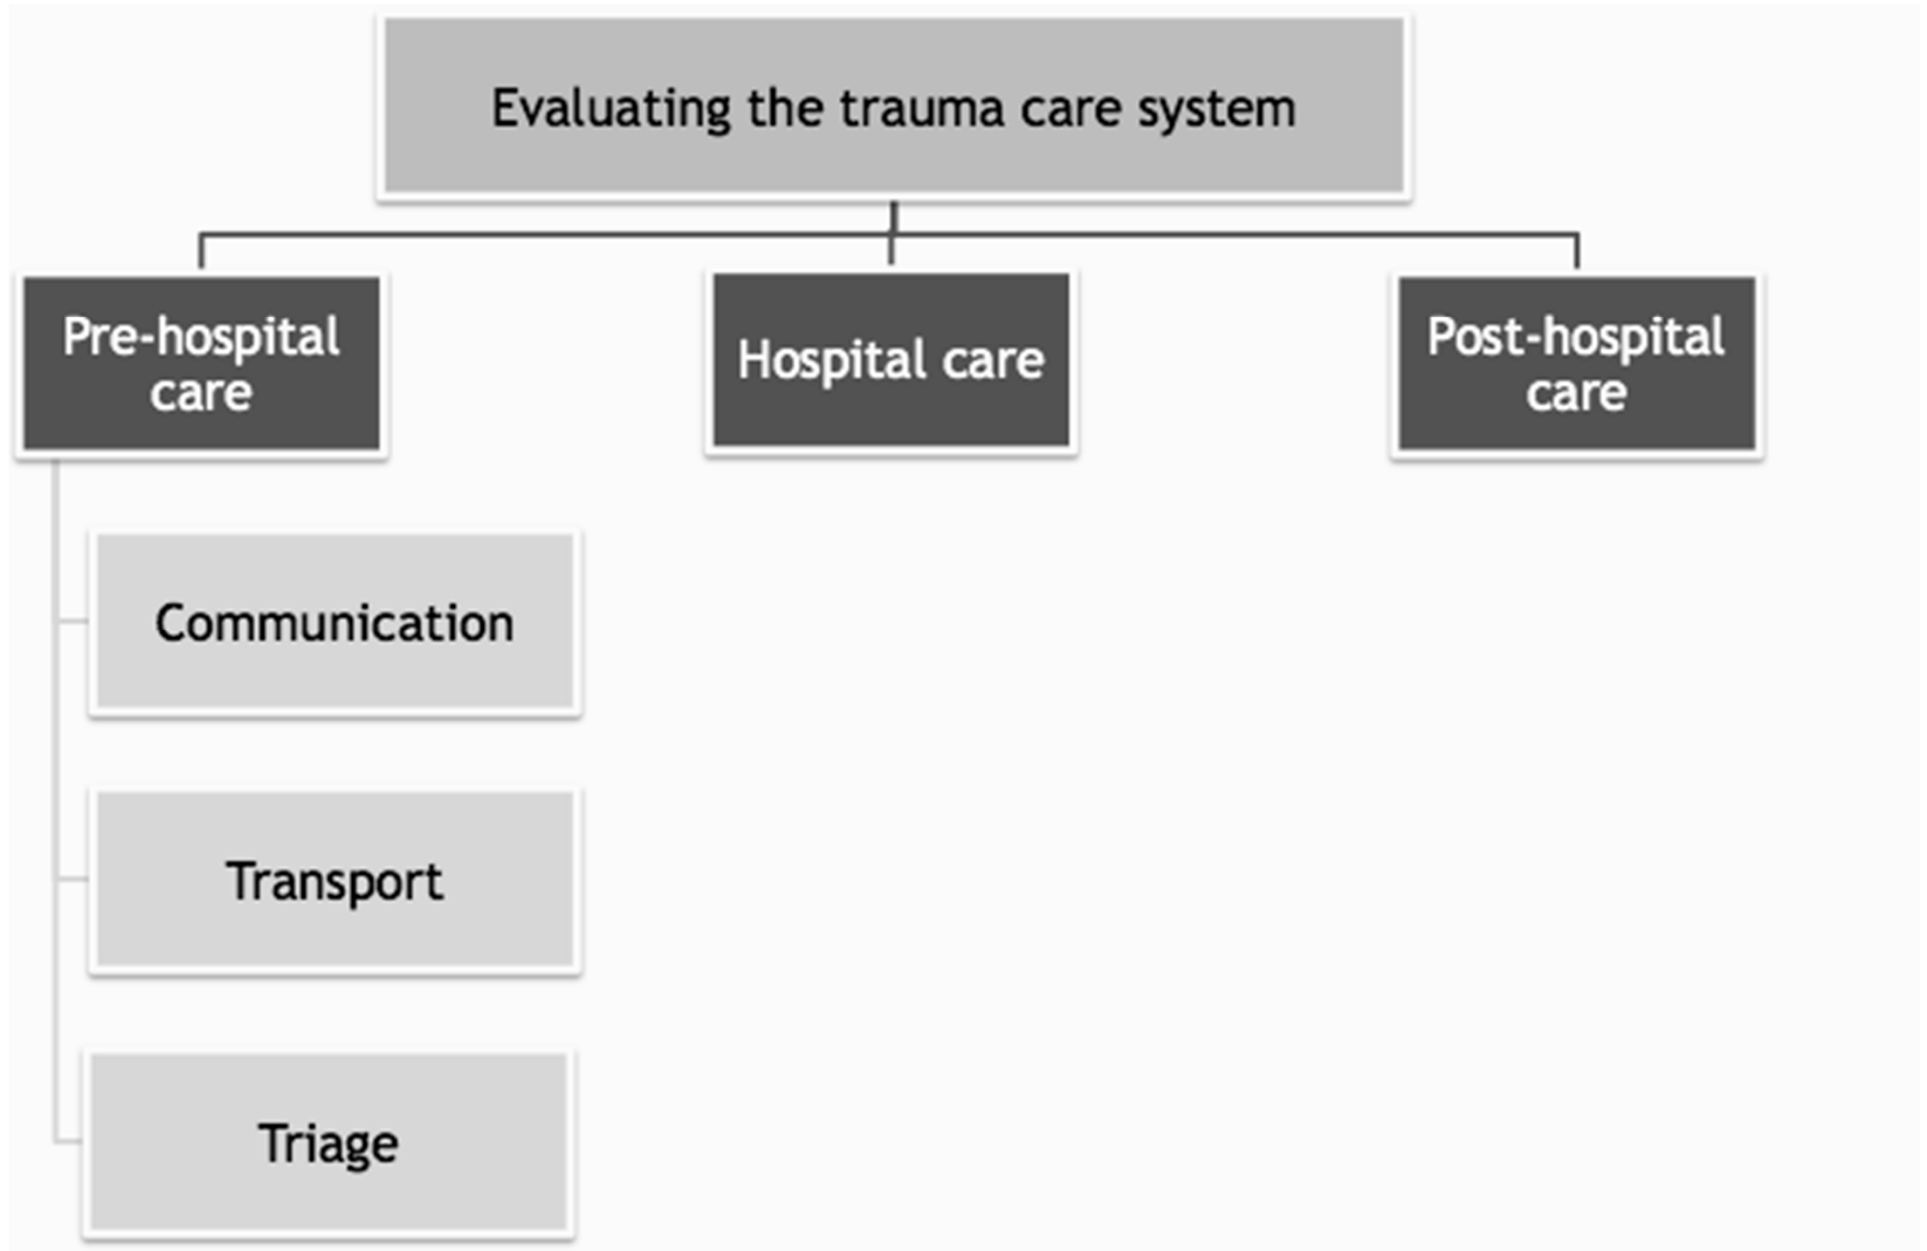 Evaluating the trauma care system
Pre-hospital
care
Hospital care
Post-hospital
care
Communication
Transport
Triage